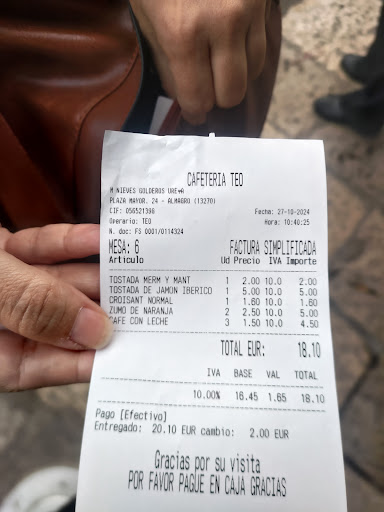 CAFETERIA TEO
M NIEVES GOLDEROS
PLAZA MAYOR, 24 - ALMAGRO (13270)
CIF: 05652139B Fecha: 27-10-2024
Operario: TEO Hora: 10:40:25
N. doc: FS 0001/0114324
MESA: 6 FACTURA SIMPLIFICADA
Articulo Ud Precio IVA Importe
TOSTADA MERM Y MANT 1 2.00 10.0 2.00
TOSTADA DE JAMON IBERICO 1 5.00 10.0 5.00
CROISANT NORMAL 1 1.60 10.0 1.60
ZUMO DE NARANJA 2 2.50 10.0 5.00
CAFE CON LECHE 3 1.50 10.0 4.50
TOTAL EUR: 18.10
IVA BASE VAL TOTAL
10.00% 16.45 1.65 18.10
Pago [Efectivo]
Entregado: 20.10 EUR cambio: 2.00 EUR
Gracias por su visita
POR FAVOR PAGUE EN CAJA GRACIAS